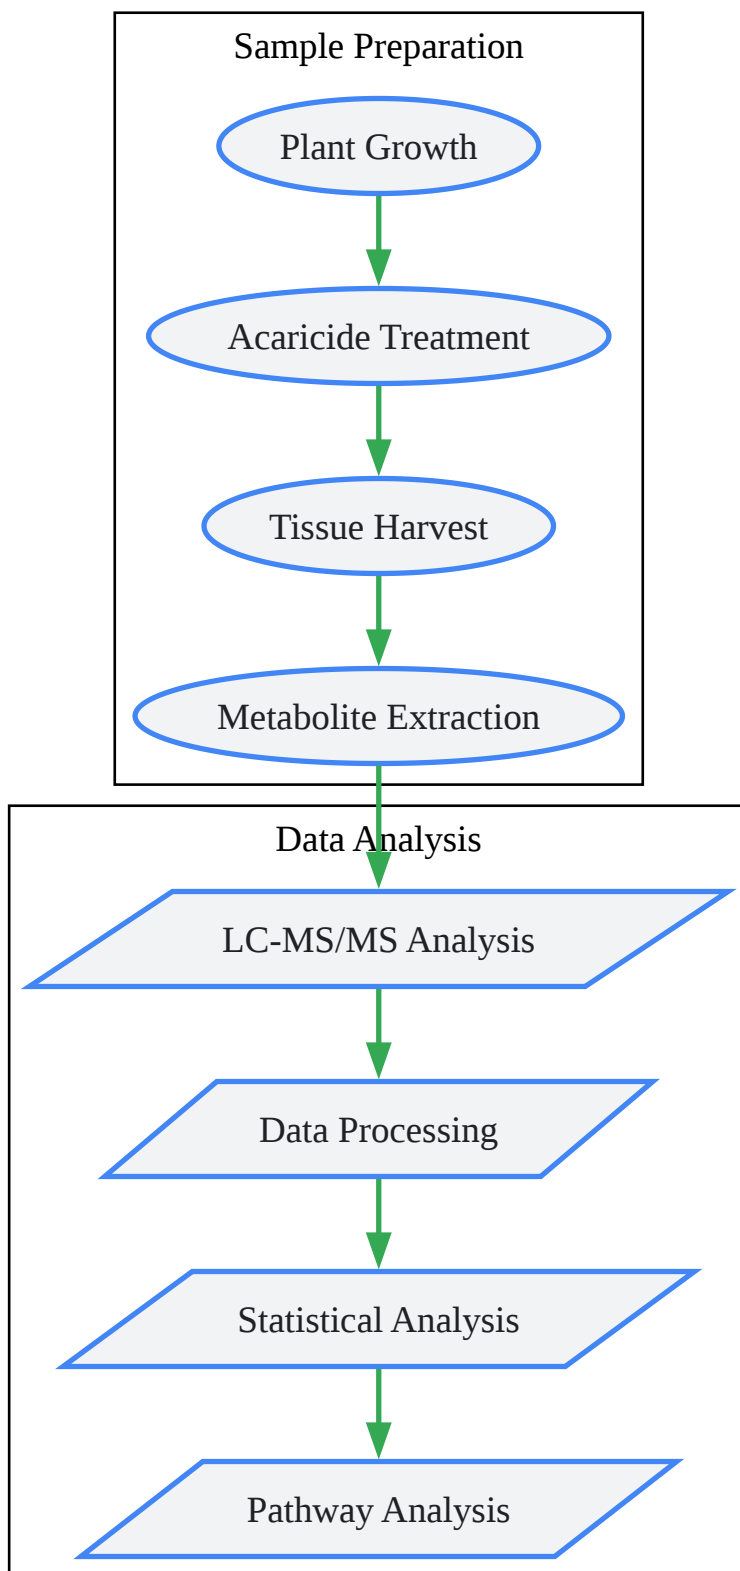 Sample Preparation
Plant Growth
Acaricide Treatment
Tissue Harvest
Metabolite Extraction
Data Analysis
LC-MS/MS Analysis
Data Processing
Statistical Analysis
Pathway Analysis